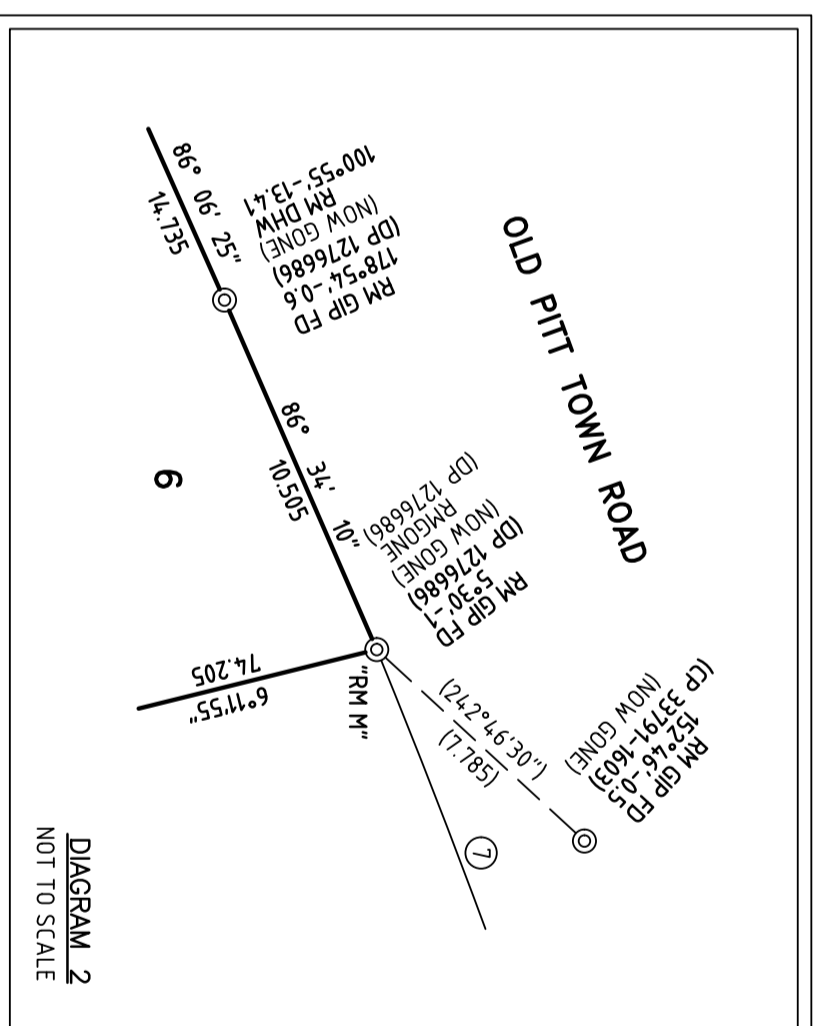 OLD PITT TOWN ROAD
86° 06' 25"
14.735
RM GIP FD
178°54'-0.6
(DP 1276686)
(NOW GONE)
RM DHW
100°55'-13.41
86° 34' 10"
10.505
RM GIP FD
5°30'-1
(DP 1276686)
(NOW GONE)
RMGONE
(DP 1276686)
6
"RM M"
6°11'55"
74.205
(242°46'30")
(7.785)
RM GIP FD
152°46'-0.5
(CP 33791-1603)
(NOW GONE)
7
DIAGRAM 2
NOT TO SCALE